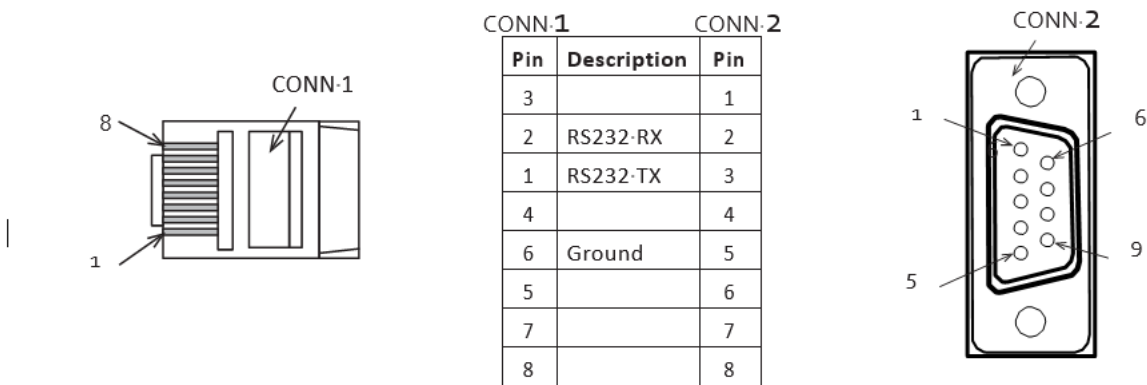 CONN·1
8
1
CONN·1 CONN·2
Pin Description Pin
3 1
2 RS232·RX 2
1 RS232·TX 3
4 4
6 Ground 5
5 6
7 7
8 8
CONN·2
1
6
5
9